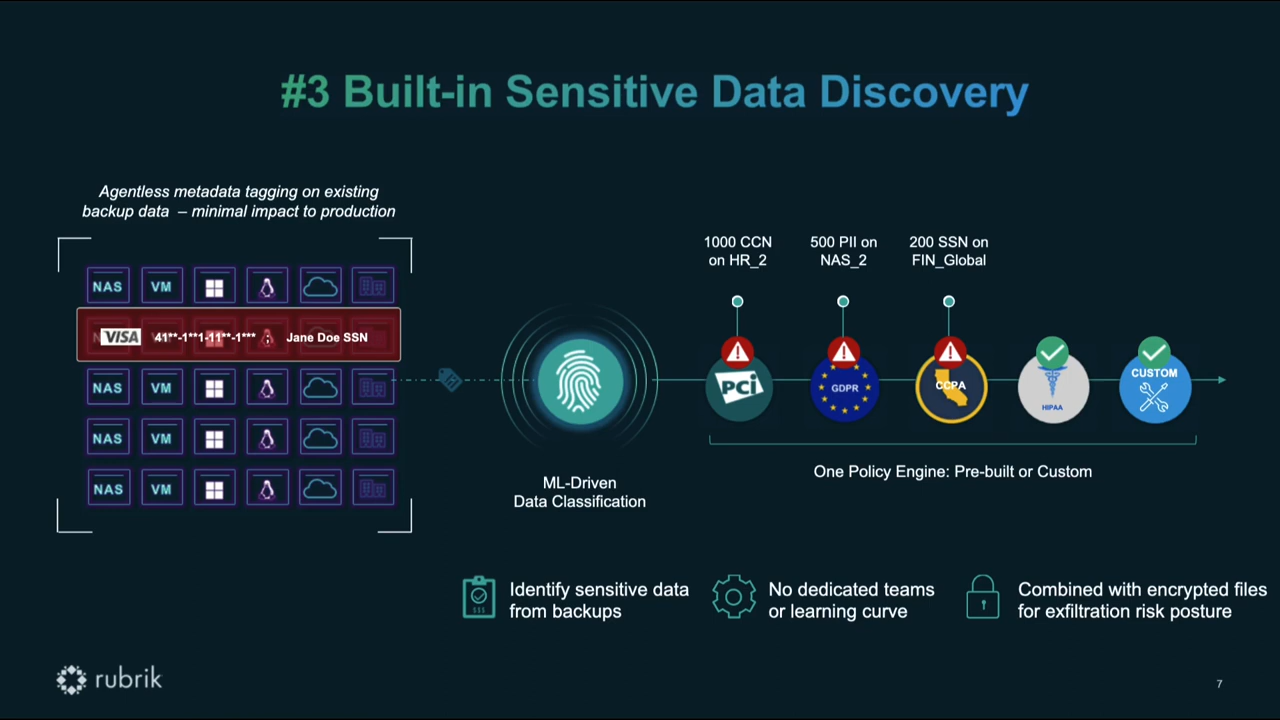 #3 Built-in Sensitive Data Discovery
Agentless metadata tagging on existing
backup data – minimal impact to production
NAS VM
VISA 41**-1**1-11**-1*** Jane Doe SSN
NAS VM
NAS VM
NAS VM
ML-Driven
Data Classification
1000 CCN
on HR_2
500 PII on
NAS_2
200 SSN on
FIN_Global
PCi
GDPR
CCPA
HIPAA
CUSTOM
One Policy Engine: Pre-built or Custom
Identify sensitive data
from backups
No dedicated teams
or learning curve
Combined with encrypted files
for exfiltration risk posture
rubrik
7